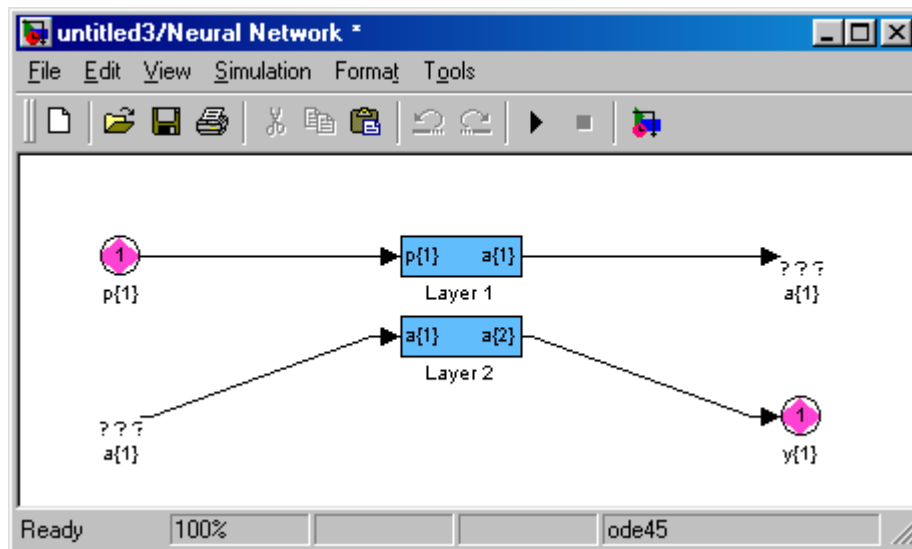 untitled3/Neural Network *
File Edit View Simulation Format Tools
1 p{1} a{1} ? ? ?
p{1} Layer 1 a{1}
a{1} a{2}
Layer 2
? ? ? 1
a{1} y{1}
Ready 100% ode45